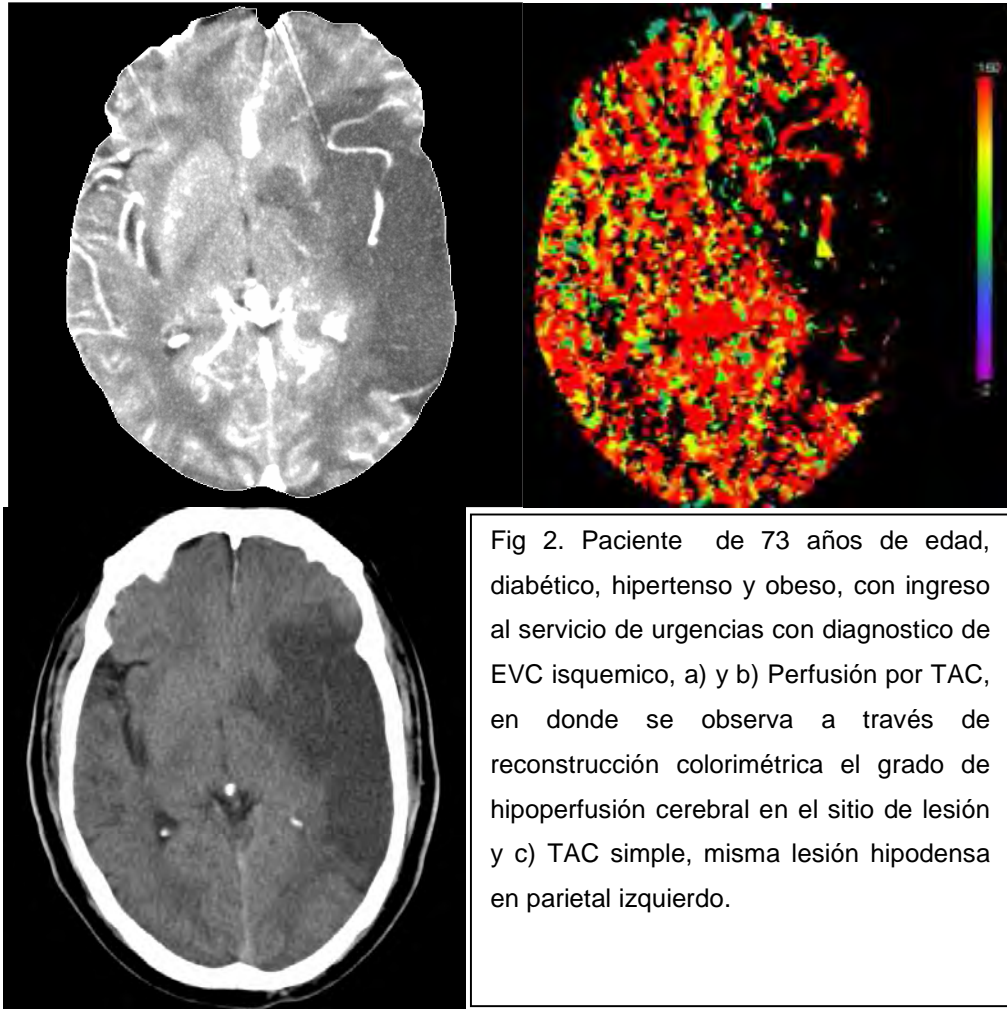 Fig 2. Paciente de 73 años de edad,
diabético, hipertenso y obeso, con ingreso
al servicio de urgencias con diagnostico de
EVC isquemico, a) y b) Perfusión por TAC,
en donde se observa a través de
reconstrucción colorimétrica el grado de
hipoperfusión cerebral en el sitio de lesión
y c) TAC simple, misma lesión hipodensa
en parietal izquierdo.